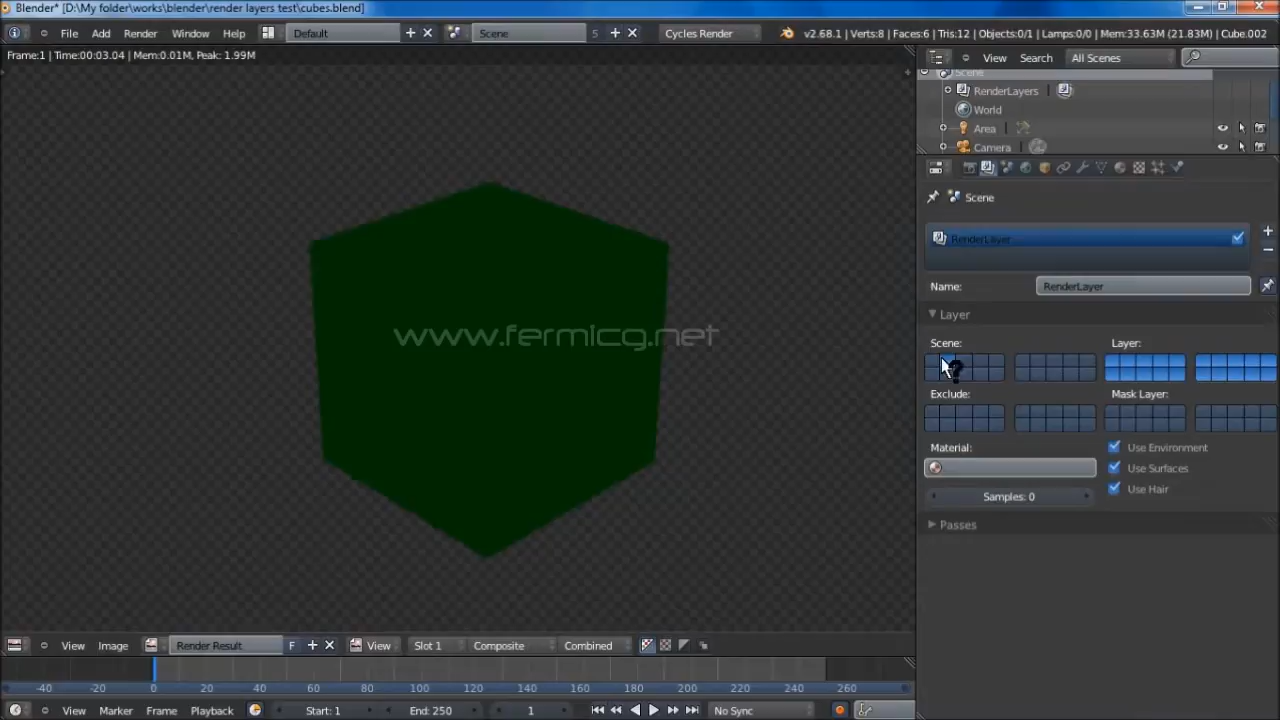 Blender* [D:\My folder\works\blender\render layers test\cubes.blend]
File Add Render Window Help Default Scene 5 Cycles Render v2.68.1 | Verts:8 | Faces:6 | Tris:12 | Objects:0/1 | Lamps:0/0 | Mem:33.63M (21.83M) | Cube.002
Frame:1 | Time:00:03.04 | Mem:0.01M, Peak: 1.99M
View Search All Scenes
Scene
RenderLayers
World
Area
Camera
Scene
RenderLayer
Name: RenderLayer
Layer
Scene: Layer:
Exclude: Mask Layer:
Material: Use Environment
Use Surfaces
Samples: 0 Use Hair
Passes
www.fermicg.net
View Image Render Result F View Slot 1 Composite Combined
-40 -20 0 20 40 60 80 100 120 140 160 180 200 220 240 260
View Marker Frame Playback Start: 1 End: 250 1 No Sync